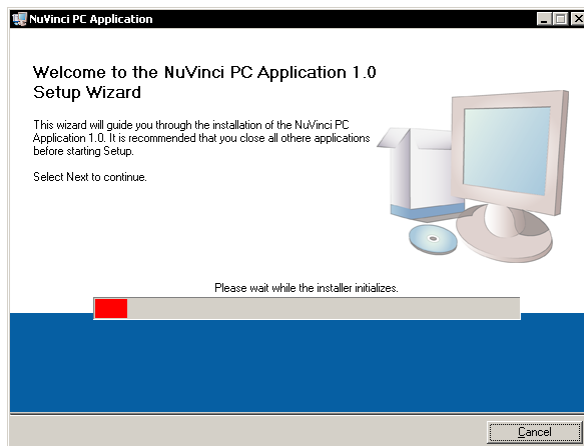 NuVinci PC Application
Welcome to the NuVinci PC Application 1.0
Setup Wizard
This wizard will guide you through the installation of the NuVinci PC
Application 1.0. It is recommended that you close all othere applications
before starting Setup.
Select Next to continue.
Please wait while the installer initializes.
Cancel